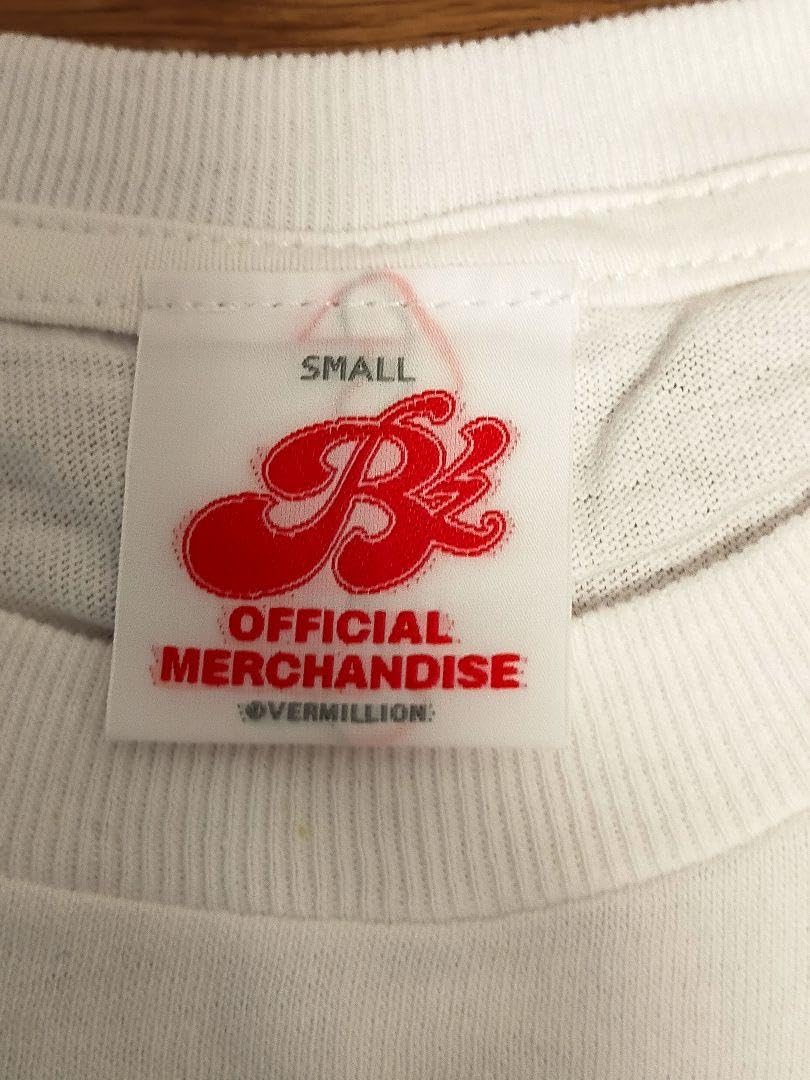 SMALL
B'z
OFFICIAL
MERCHANDISE
VERMILLION